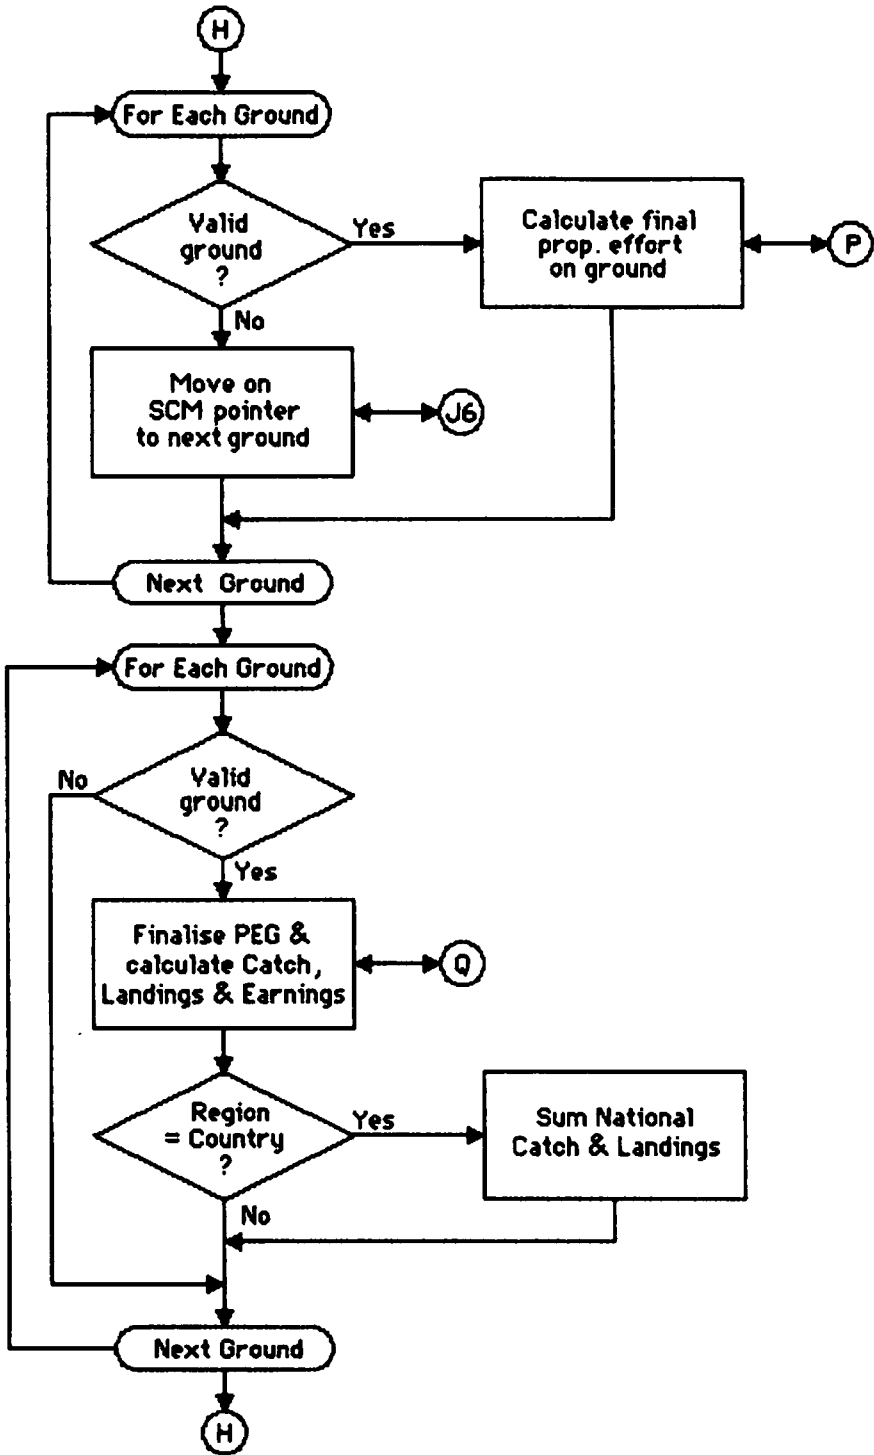 H
For Each Ground
Valid
ground
?
Yes
Calculate final
prop. effort
on ground
P
No
Move on
SCM pointer
to next ground
J6
Next Ground
For Each Ground
No
Valid
ground
?
Yes
Finalise PEG &
calculate Catch,
Landings & Earnings
Q
Region
= Country
?
Yes
Sum National
Catch & Landings
No
Next Ground
H